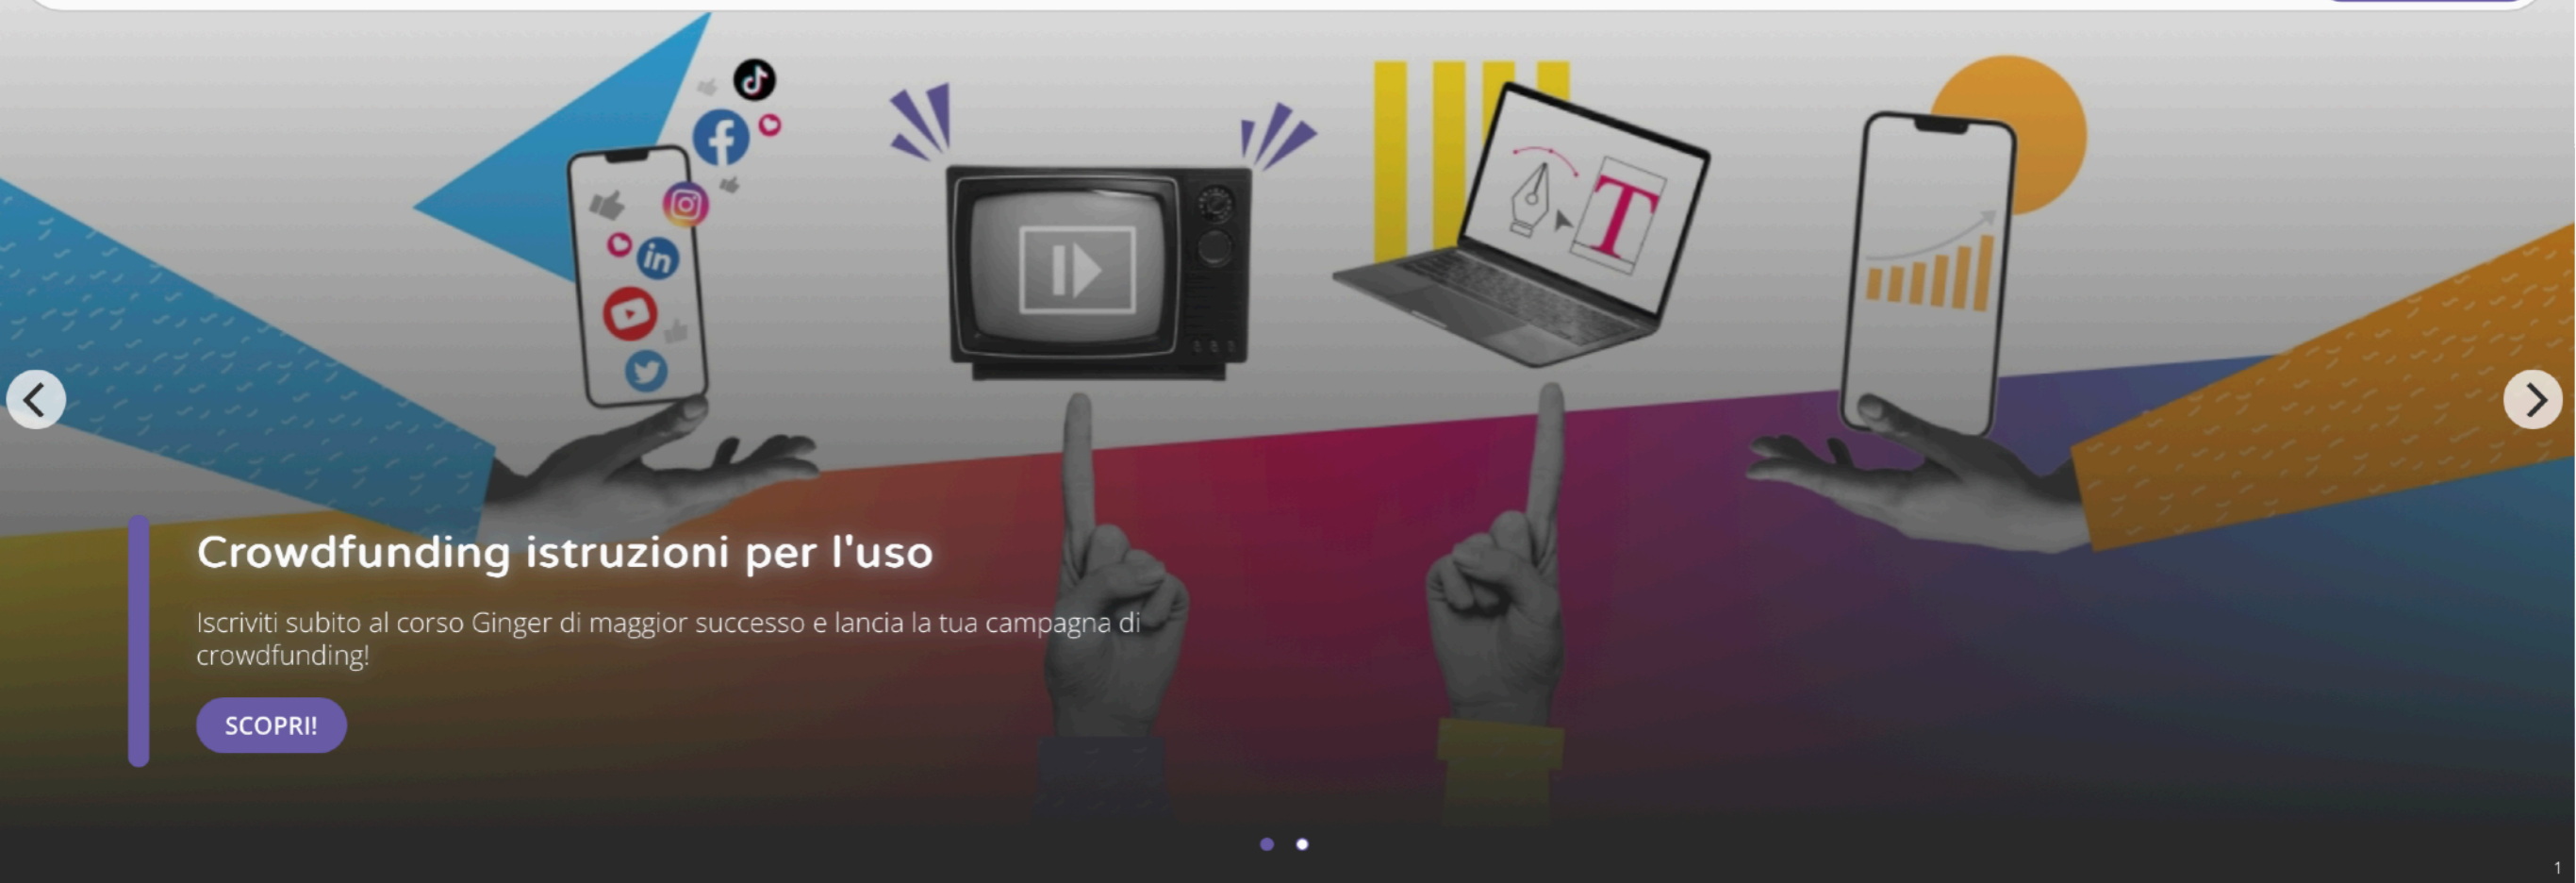 T
in
Crowdfunding istruzioni per l'uso
Iscriviti subito al corso Ginger di maggior successo e lancia la tua campagna di
crowdfunding!
SCOPRI!
1